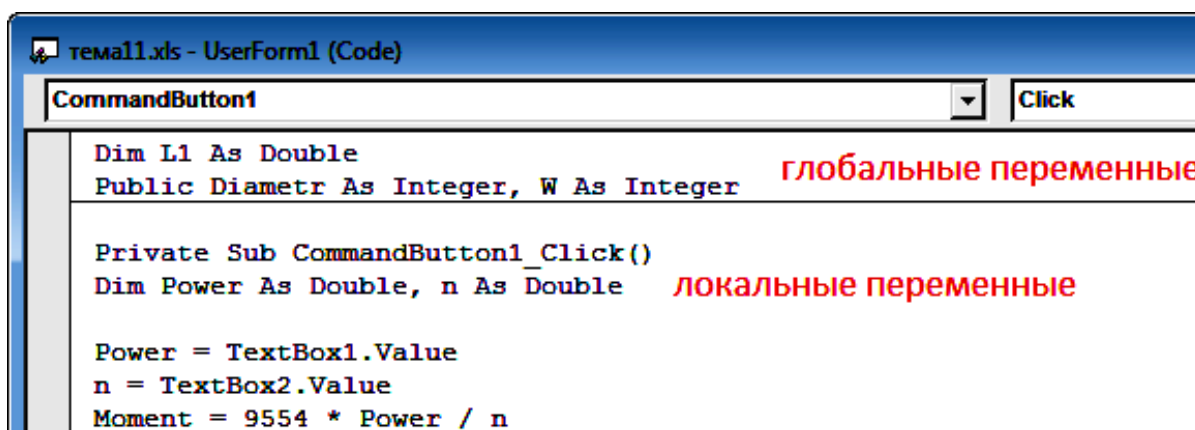 тема11.xls - UserForm1 (Code)
CommandButton1 Click
Dim L1 As Double
Public Diametr As Integer, W As Integer глобальные переменные
Private Sub CommandButton1_Click()
Dim Power As Double, n As Double локальные переменные
Power = TextBox1.Value
n = TextBox2.Value
Moment = 9554 * Power / n